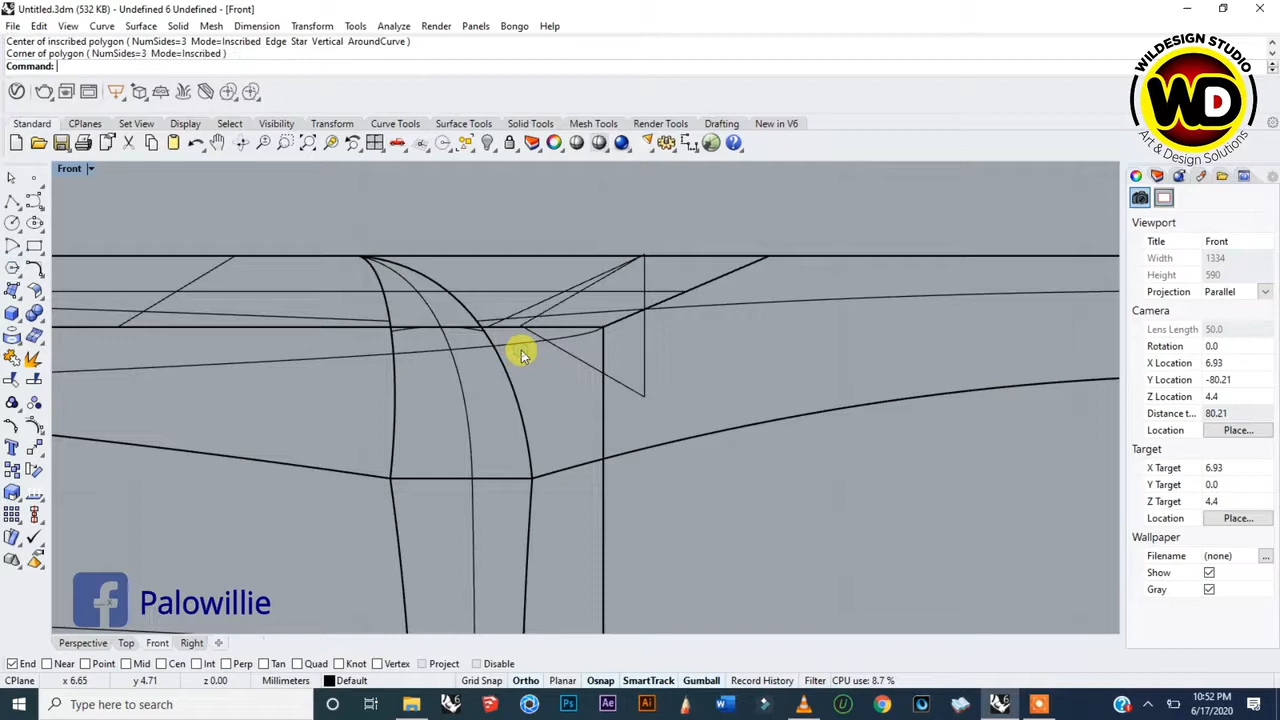 Untitled.3dm (532 KB) - Undefined 6 Undefined - [Front]
File Edit View Curve Surface Solid Mesh Dimension Transform Tools Analyze Render Panels Bongo Help
Center of inscribed polygon ( NumSides=3 Mode=Inscribed Edge Star Vertical AroundCurve )
Corner of polygon ( NumSides=3 Mode=Inscribed )
Command:
WILDESIGN STUDIO
WD
Art & Design Solutions
Standard CPlanes Set View Display Select Visibility Transform Curve Tools Surface Tools Solid Tools Mesh Tools Render Tools Drafting New in V6
Front
Viewport
Title Front
Width 1334
Height 590
Projection Parallel
Camera
Lens Length 50.0
Rotation 0.0
X Location 6.93
Y Location -80.21
Z Location 4.4
Distance t... 80.21
Location Place...
Target
X Target 6.93
Y Target 0.0
Z Target 4.4
Location Place...
Wallpaper
Filename (none) ...
Show
Gray
f Palowillie
Perspective Top Front Right
End Near Point Mid Cen Int Perp Tan Quad Knot Vertex Project Disable
CPlane x 6.65 y 4.71 z 0.00 Millimeters Default Grid Snap Ortho Planar Osnap SmartTrack Gumball Record History Filter CPU use: 8.7 %
Type here to search
10:52 PM
6/17/2020